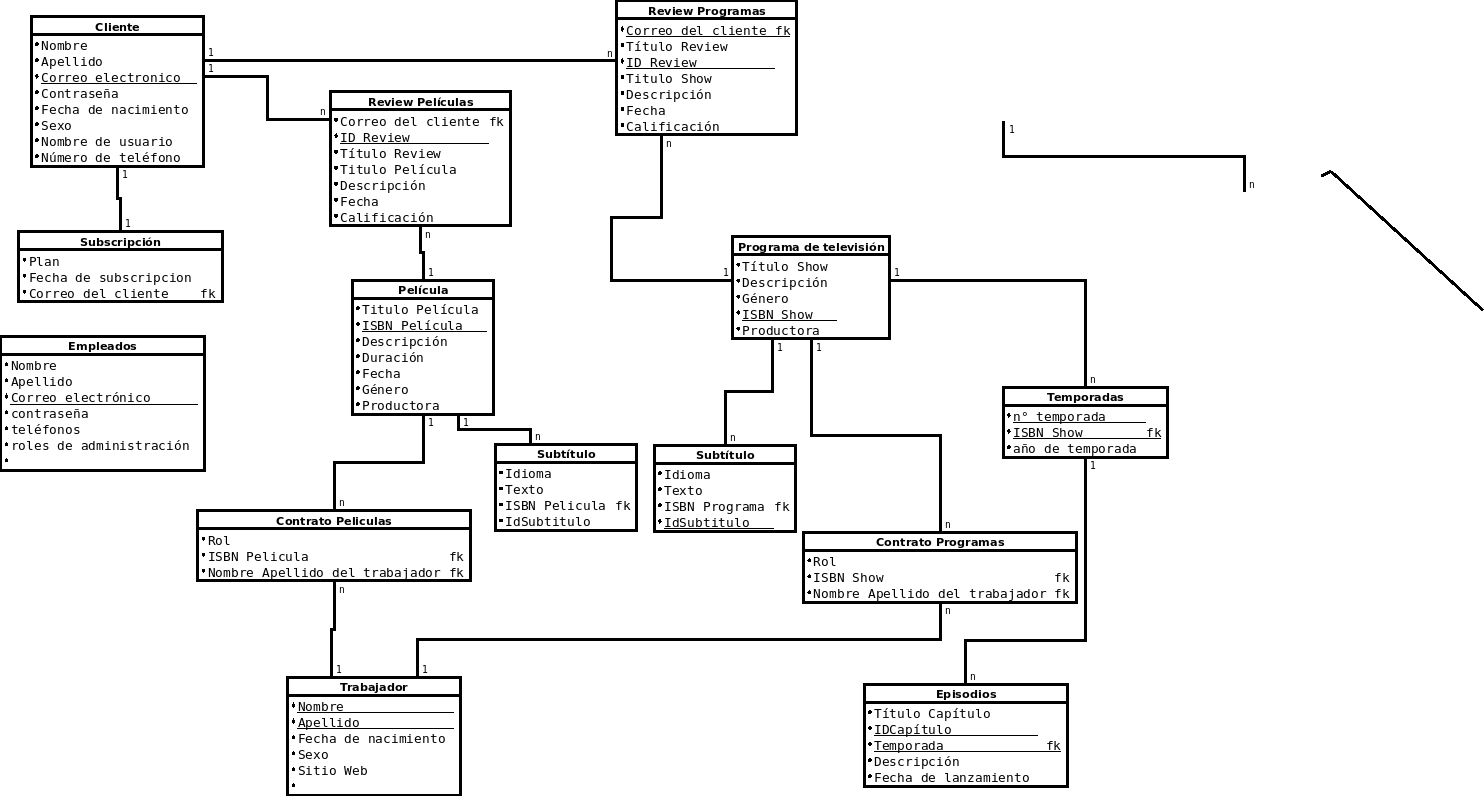 Cliente
Nombre
Apellido
Correo electronico
Contraseña
Fecha de nacimiento
Sexo
Nombre de usuario
Número de teléfono
1
1
1
n
n
Review Programas
Correo del cliente fk
Título Review
ID Review
Titulo Show
Descripción
Fecha
Calificación
n
Review Películas
Correo del cliente fk
ID Review
Título Review
Titulo Película
Descripción
Fecha
Calificación
n
1
n
1
Subscripción
Plan
Fecha de subscripcion
Correo del cliente fk
Programa de televisión
Título Show
Descripción
Género
ISBN Show
Productora
1
1
1
1
1
Película
Titulo Película
ISBN Película
Descripción
Duración
Fecha
Género
Productora
1
1
Empleados
Nombre
Apellido
Correo electrónico
contraseña
teléfonos
roles de administración
n
Temporadas
n° temporada
ISBN Show fk
año de temporada
1
n
Subtítulo
Idioma
Texto
ISBN Pelicula fk
IdSubtitulo
n
Subtítulo
Idioma
Texto
ISBN Programa fk
IdSubtitulo
n
Contrato Peliculas
Rol
ISBN Pelicula fk
Nombre Apellido del trabajador fk
n
n
Contrato Programas
Rol
ISBN Show fk
Nombre Apellido del trabajador fk
n
1
1
Trabajador
Nombre
Apellido
Fecha de nacimiento
Sexo
Sitio Web
n
Episodios
Título Capítulo
IDCapítulo
Temporada fk
Descripción
Fecha de lanzamiento